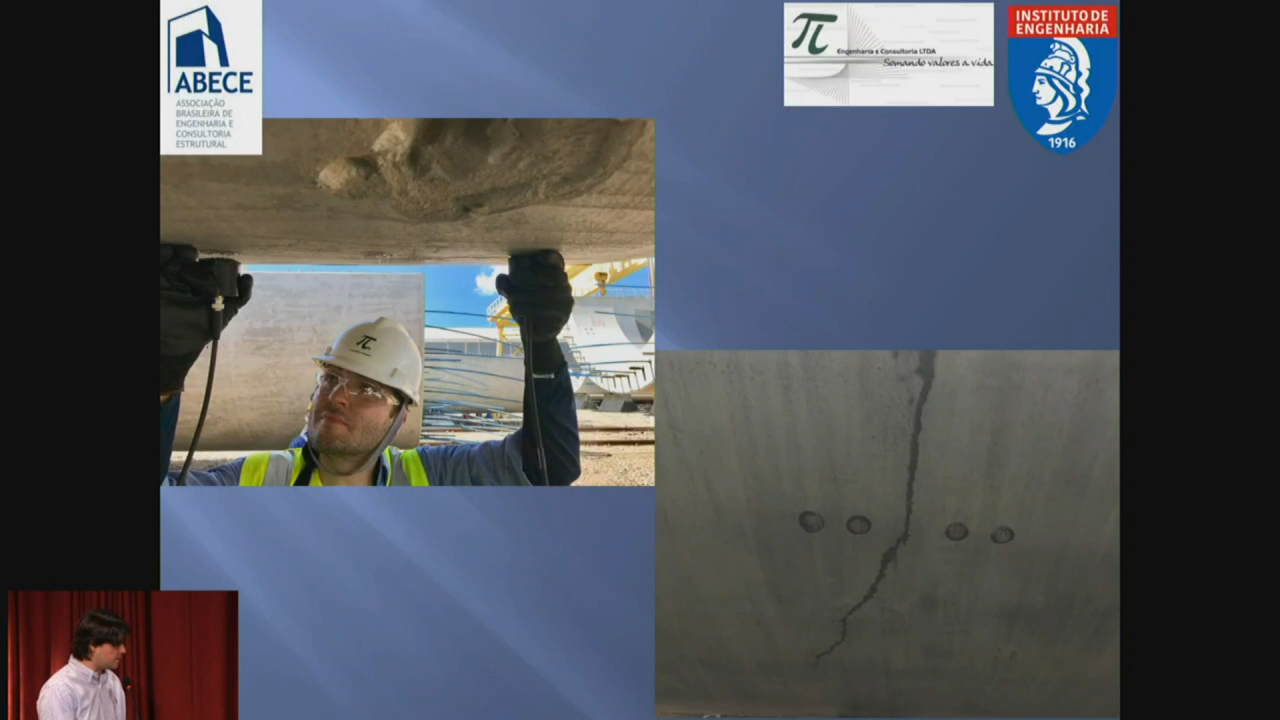 ABECE
ASSOCIAÇÃO
BRASILEIRA DE
ENGENHARIA E
CONSULTORIA
ESTRUTURAL
π
Engenharia e Consultoria LTDA
Somando valores a vida
INSTITUTO DE
ENGENHARIA
1916
π